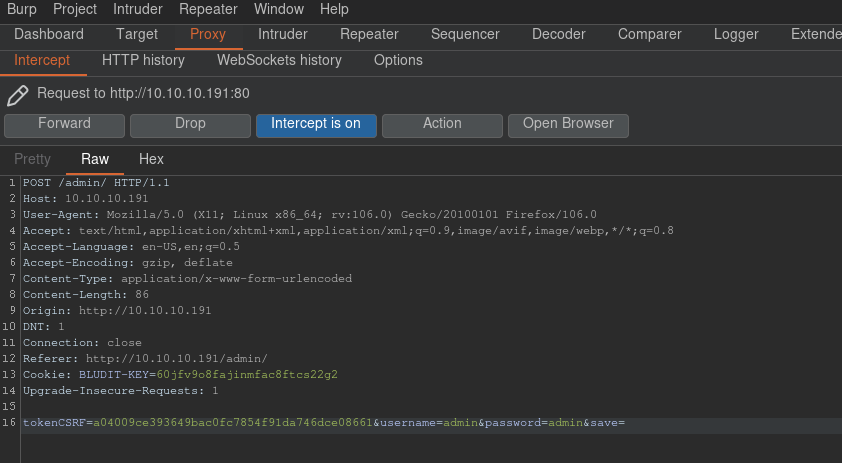 Burp Project Intruder Repeater Window Help
Dashboard Target Proxy Intruder Repeater Sequencer Decoder Comparer Logger Extende
Intercept HTTP history WebSockets history Options
Request to http://10.10.10.191:80
Forward Drop Intercept is on Action Open Browser
Pretty Raw Hex
1 POST /admin/ HTTP/1.1
2 Host: 10.10.10.191
3 User-Agent: Mozilla/5.0 (X11; Linux x86_64; rv:106.0) Gecko/20100101 Firefox/106.0
4 Accept: text/html,application/xhtml+xml,application/xml;q=0.9,image/avif,image/webp,*/*;q=0.8
5 Accept-Language: en-US,en;q=0.5
6 Accept-Encoding: gzip, deflate
7 Content-Type: application/x-www-form-urlencoded
8 Content-Length: 86
9 Origin: http://10.10.10.191
10 DNT: 1
11 Connection: close
12 Referer: http://10.10.10.191/admin/
13 Cookie: BLUDIT-KEY=60jfv9o8fajinmfac8ftcs22g2
14 Upgrade-Insecure-Requests: 1
15
16 tokenCSRF=a04009ce393649bac0fc7854f91da746dce08661&username=admin&password=admin&save=